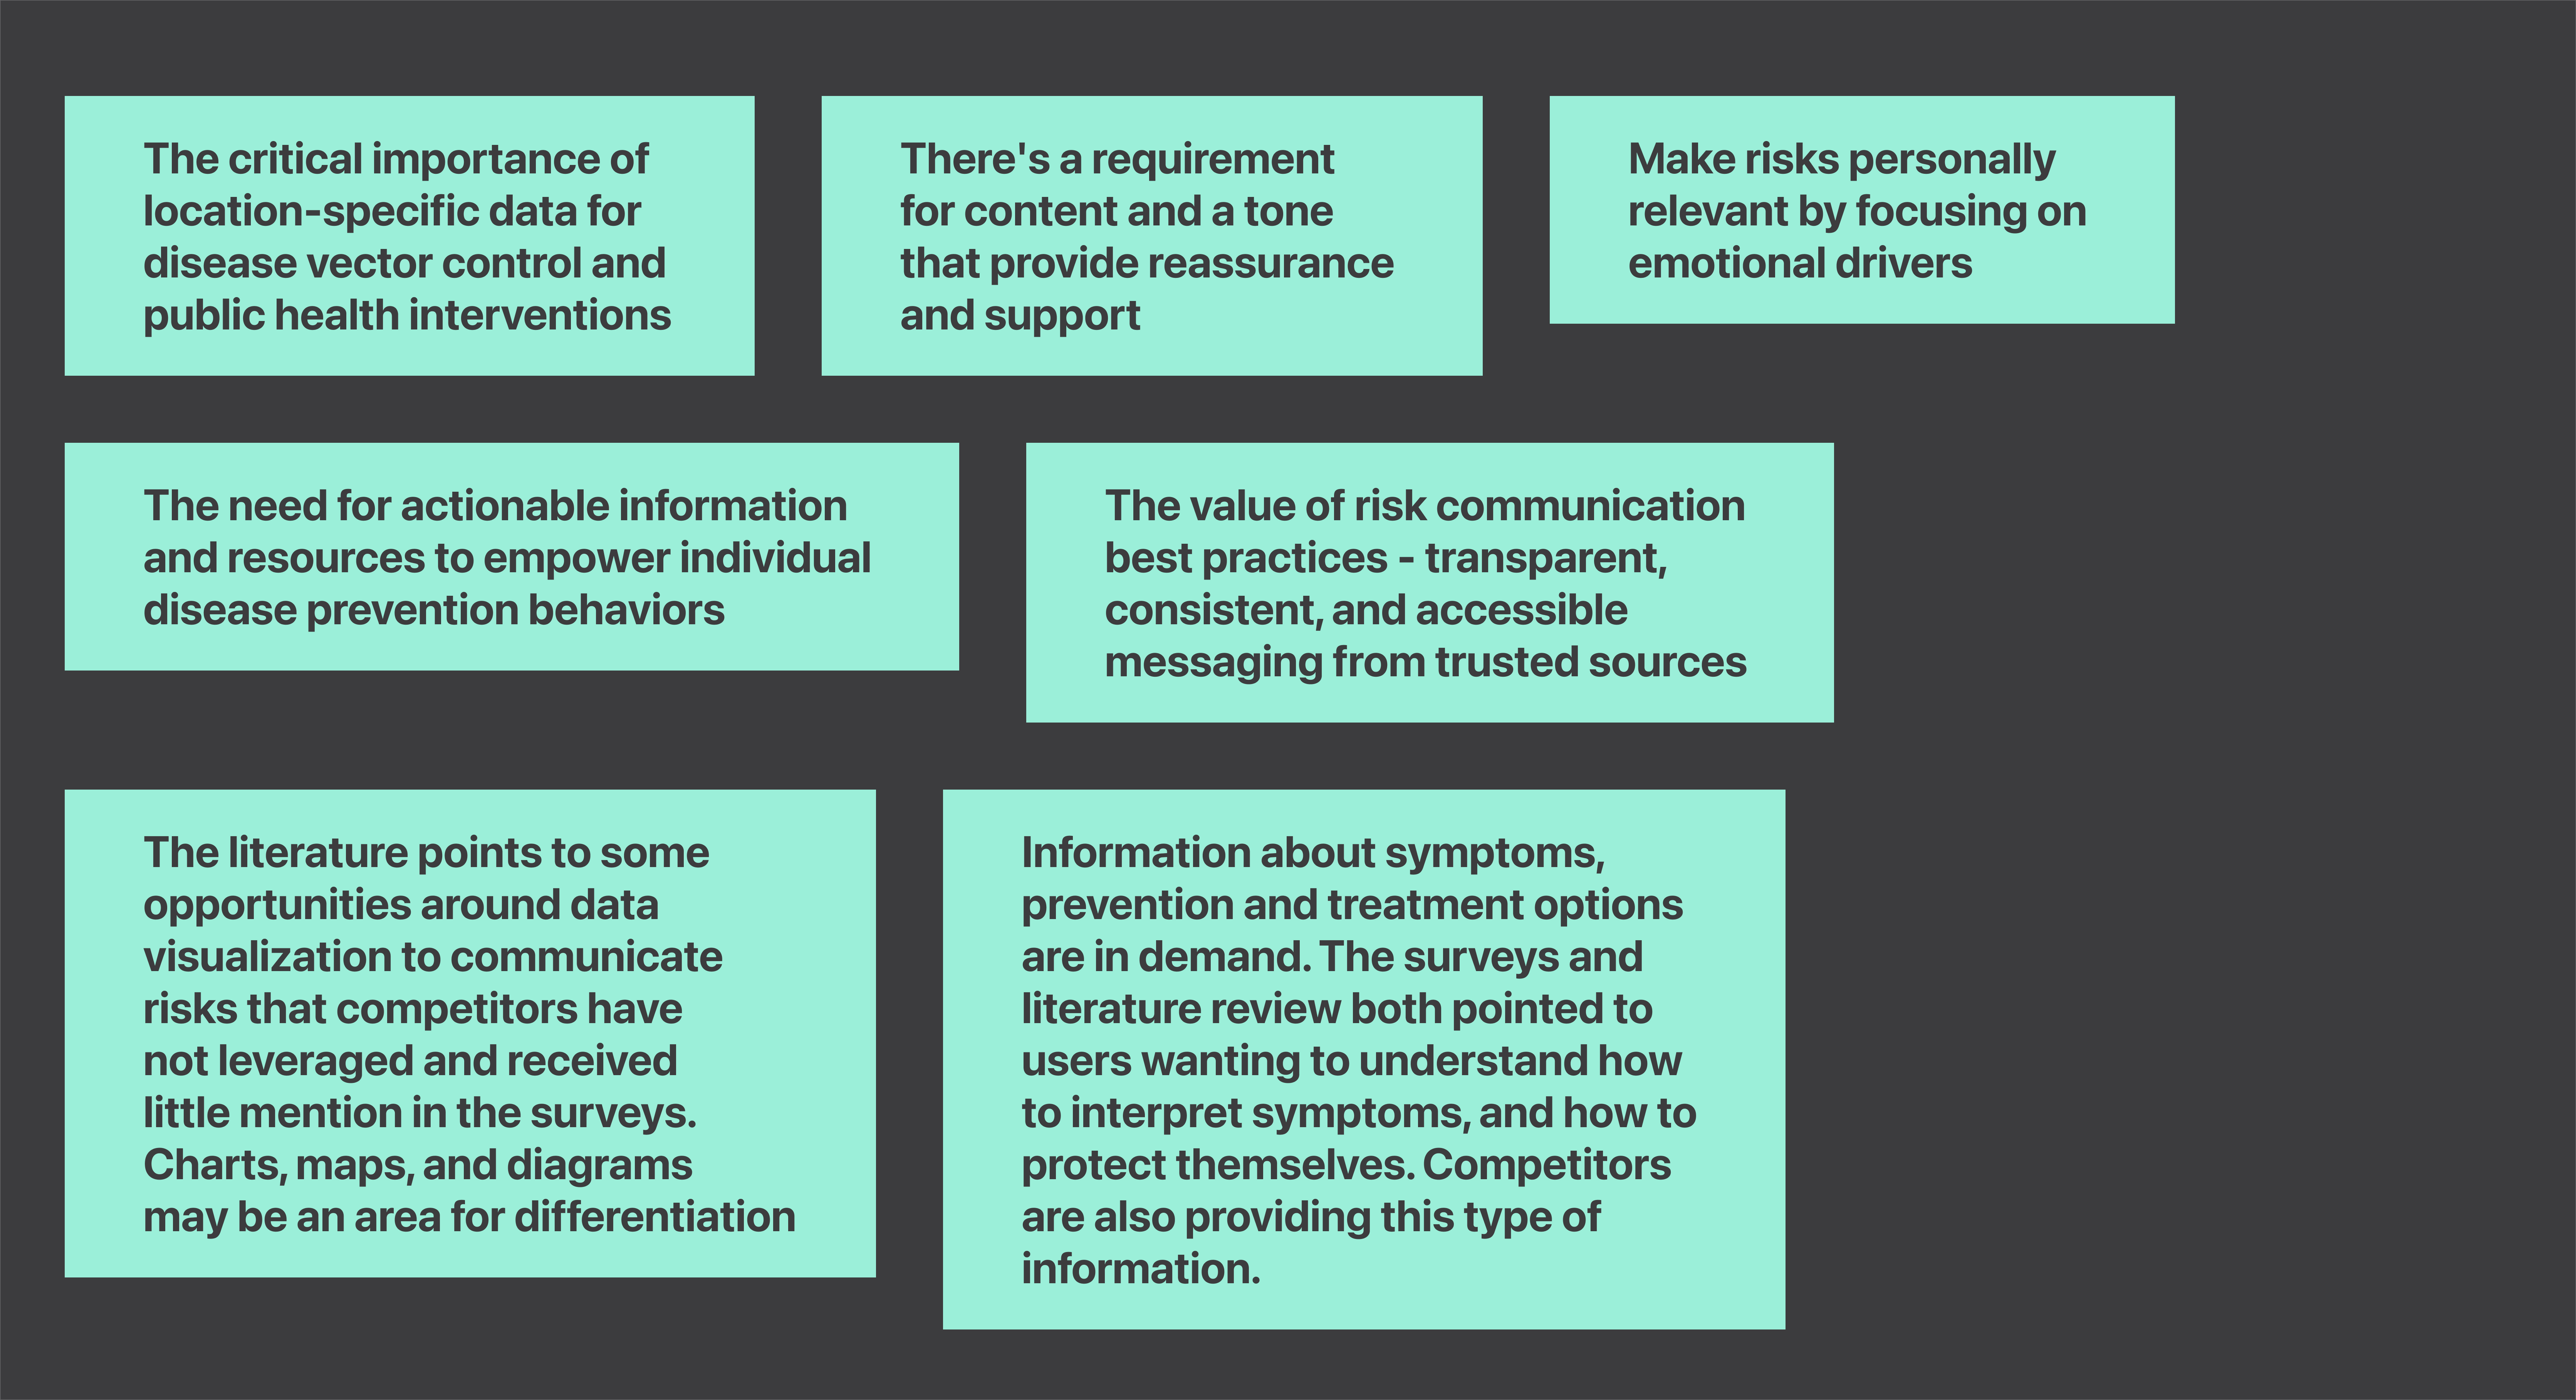 The critical importance of
location-specific data for
disease vector control and
public health interventions
There's a requirement
for content and a tone
that provide reassurance
and support
Make risks personally
relevant by focusing on
emotional drivers
The need for actionable information
and resources to empower individual
disease prevention behaviors
The value of risk communication
best practices - transparent,
consistent, and accessible
messaging from trusted sources
The literature points to some
opportunities around data
visualization to communicate
risks that competitors have
not leveraged and received
little mention in the surveys.
Charts, maps, and diagrams
may be an area for differentiation
Information about symptoms,
prevention and treatment options
are in demand. The surveys and
literature review both pointed to
users wanting to understand how
to interpret symptoms, and how to
protect themselves. Competitors
are also providing this type of
information.